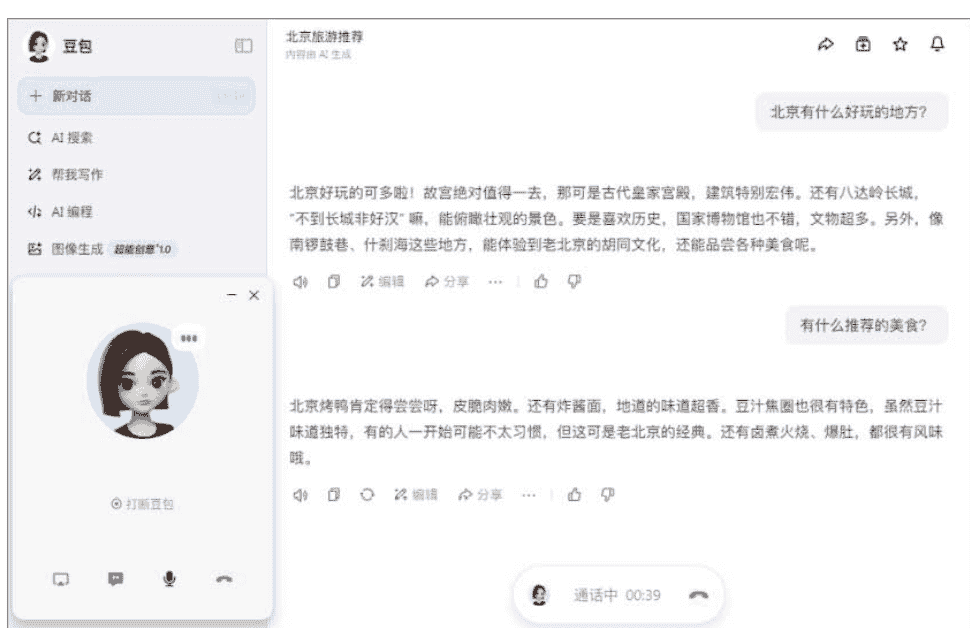 豆包
新对话
AI 搜索
帮我写作
AI 编程
图像生成 超能创意1.0
打断豆包
北京旅游推荐
内容由 AI 生成
北京有什么好玩的地方?
北京好玩的可多啦！故宫绝对值得一去，那可是古代皇家宫殿，建筑特别宏伟。还有八达岭长城，
“不到长城非好汉”嘛，能俯瞰壮观的景色。要是喜欢历史，国家博物馆也不错，文物超多。另外，像
南锣鼓巷、什刹海这些地方，能体验到老北京的胡同文化，还能品尝各种美食呢。
编辑 分享
有什么推荐的美食?
北京烤鸭肯定得尝尝呀，皮脆肉嫩。还有炸酱面，地道的味道超香。豆汁焦圈也很有特色，虽然豆汁
味道独特，有的人一开始可能不太习惯，但这可是老北京的经典。还有卤煮火烧、爆肚，都很有风味
哦。
编辑 分享
通话中 00:39